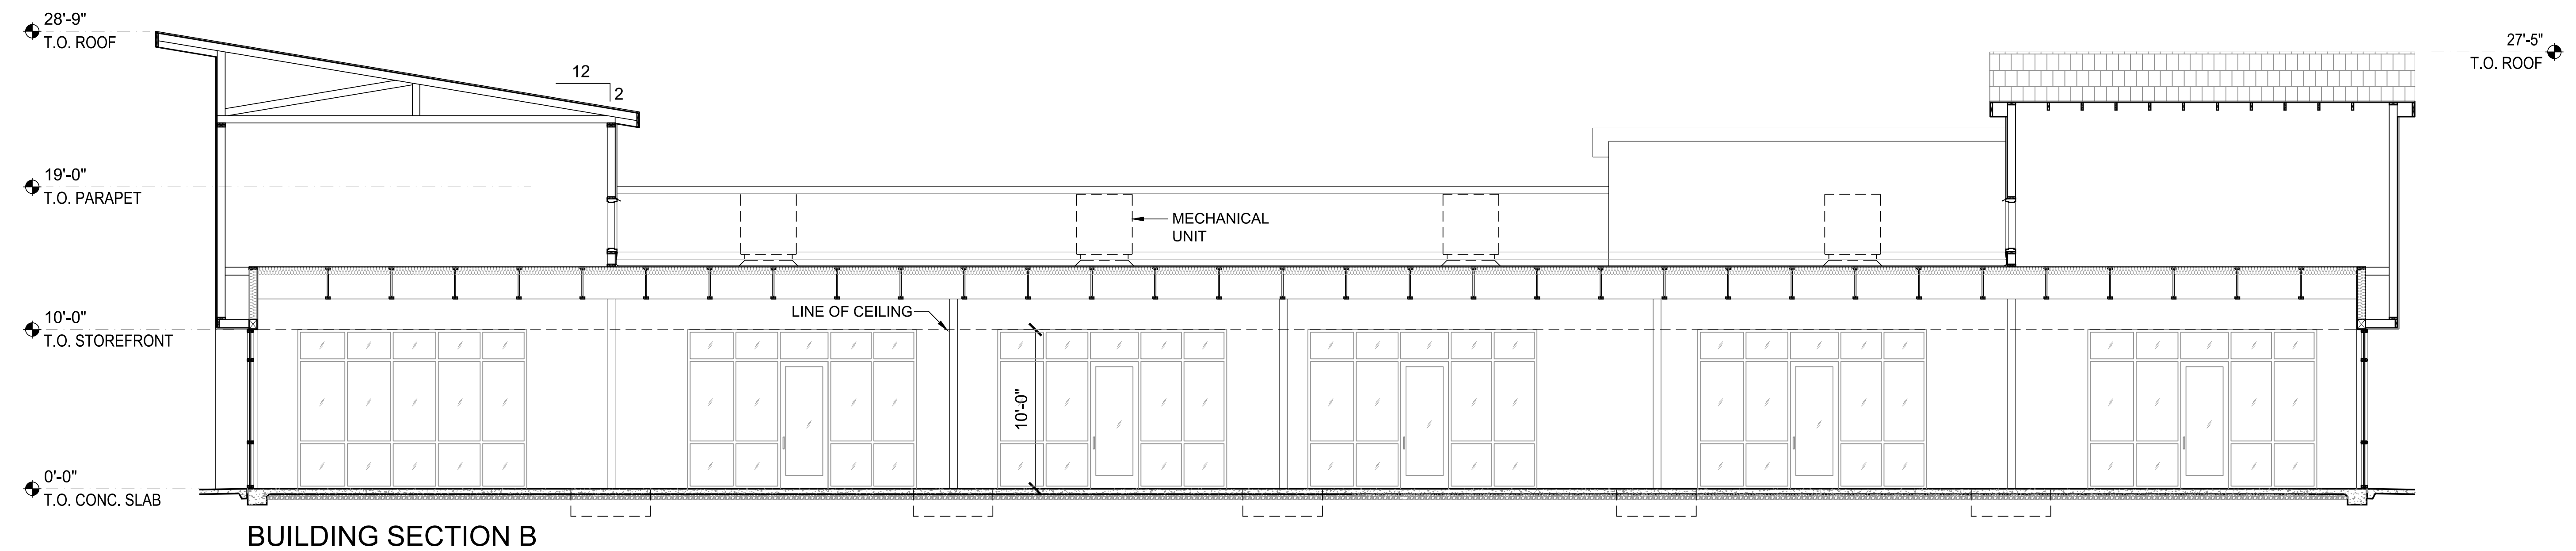 28'-9"
T.O. ROOF
27'-5"
T.O. ROOF
12
2
19'-0"
T.O. PARAPET
MECHANICAL
UNIT
10'-0"
T.O. STOREFRONT
LINE OF CEILING
10'-0"
0'-0"
T.O. CONC. SLAB
BUILDING SECTION B